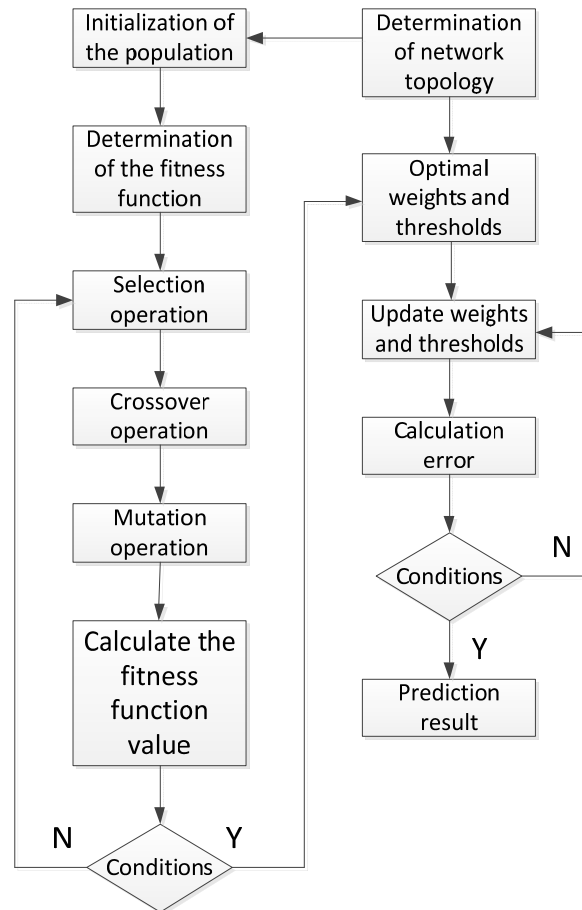 Initialization of
the population
Determination
of the fitness
function
Selection
operation
Crossover
operation
Mutation
operation
Calculate the
fitness
function
value
N
Y
Conditions
Determination
of network
topology
Optimal
weights and
thresholds
Update weights
and thresholds
Calculation
error
Conditions
N
Y
Prediction
result